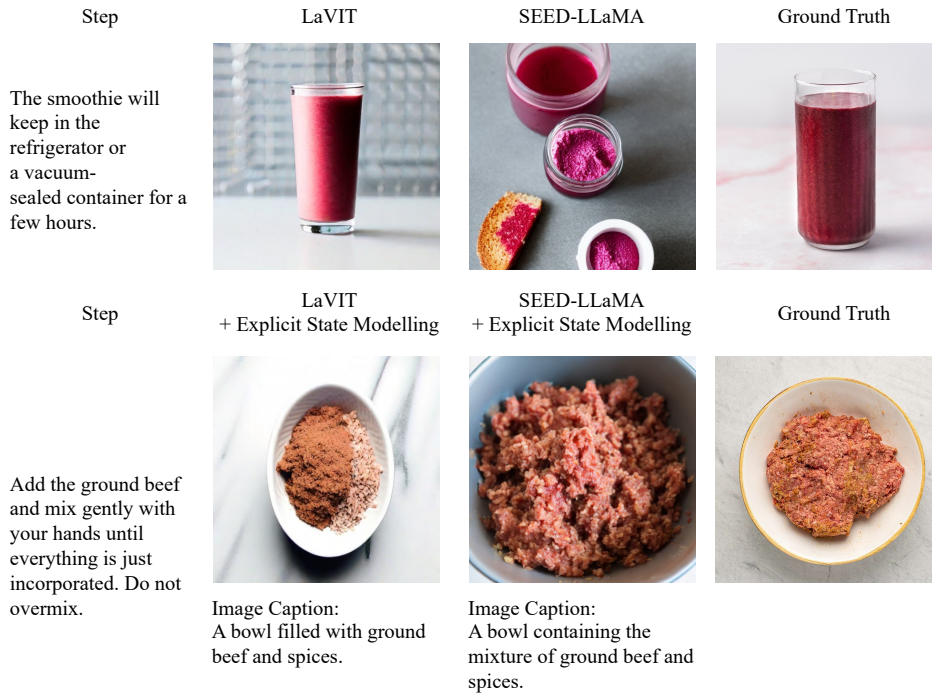 Step
LaVIT
SEED-LLaMA
Ground Truth
The smoothie will
keep in the
refrigerator or
a vacuum-
sealed container for a
few hours.
Step
LaVIT
+ Explicit State Modelling
SEED-LLaMA
+ Explicit State Modelling
Ground Truth
Add the ground beef
and mix gently with
your hands until
everything is just
incorporated. Do not
overmix.
Image Caption:
A bowl filled with ground
beef and spices.
Image Caption:
A bowl containing the
mixture of ground beef and
spices.